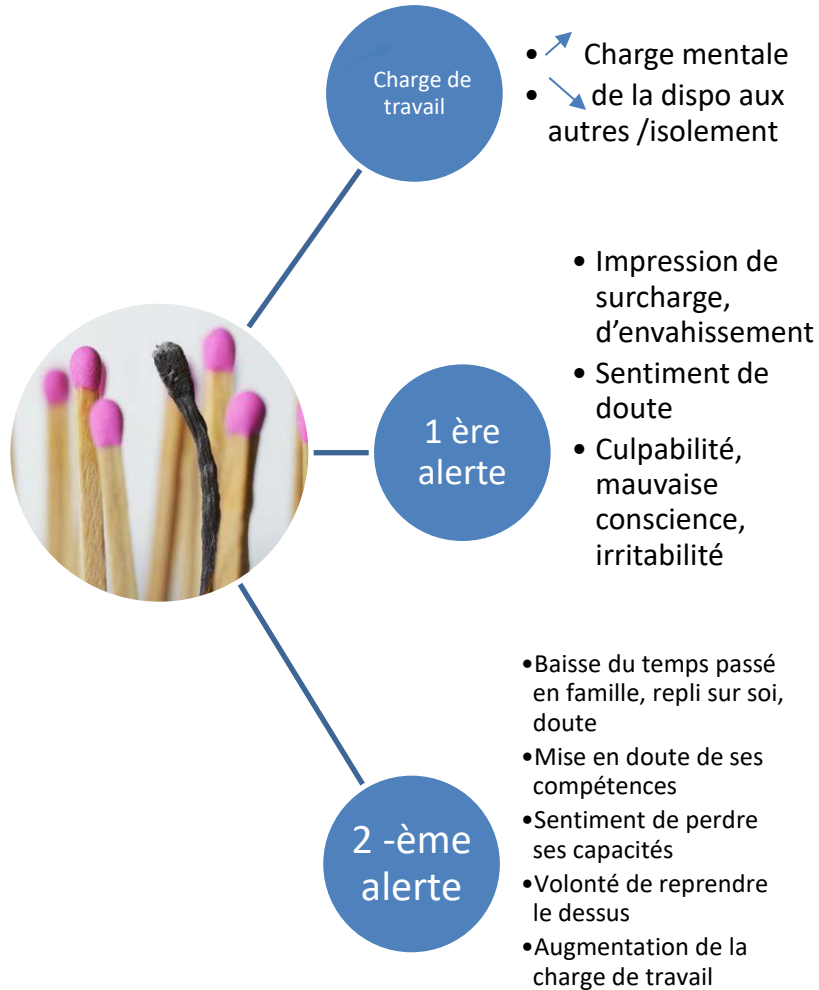 Charge de
travail
• ↗ Charge mentale
• ↘ de la dispo aux
autres /isolement
1 ère
alerte
• Impression de
surcharge,
d’envahissement
• Sentiment de
doute
• Culpabilité,
mauvaise
conscience,
irritabilité
2 -ème
alerte
•Baisse du temps passé
en famille, repli sur soi,
doute
•Mise en doute de ses
compétences
•Sentiment de perdre
ses capacités
•Volonté de reprendre
le dessus
•Augmentation de la
charge de travail